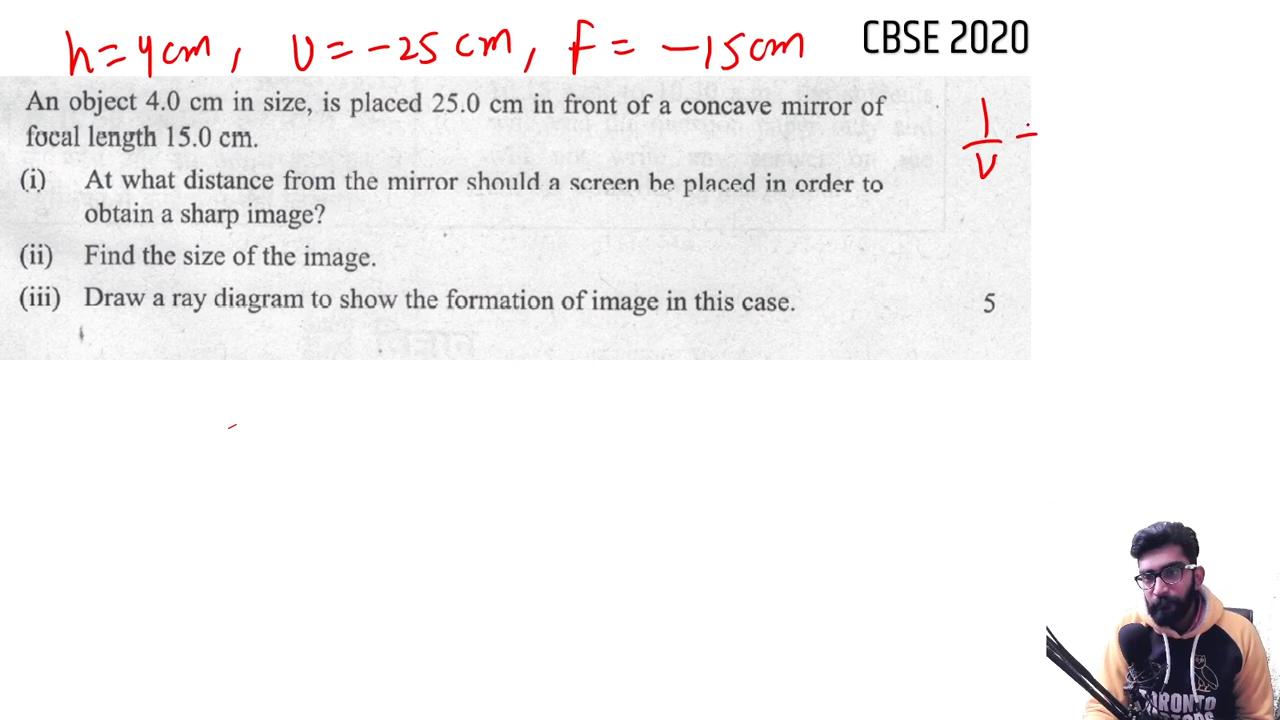 h = 4 cm, u = -25 cm, f = -15 cm
CBSE 2020
An object 4.0 cm in size, is placed 25.0 cm in front of a concave mirror of
focal length 15.0 cm.
1/v =
(i) At what distance from the mirror should a screen be placed in order to
obtain a sharp image?
(ii) Find the size of the image.
(iii) Draw a ray diagram to show the formation of image in this case. 5
TORONTO